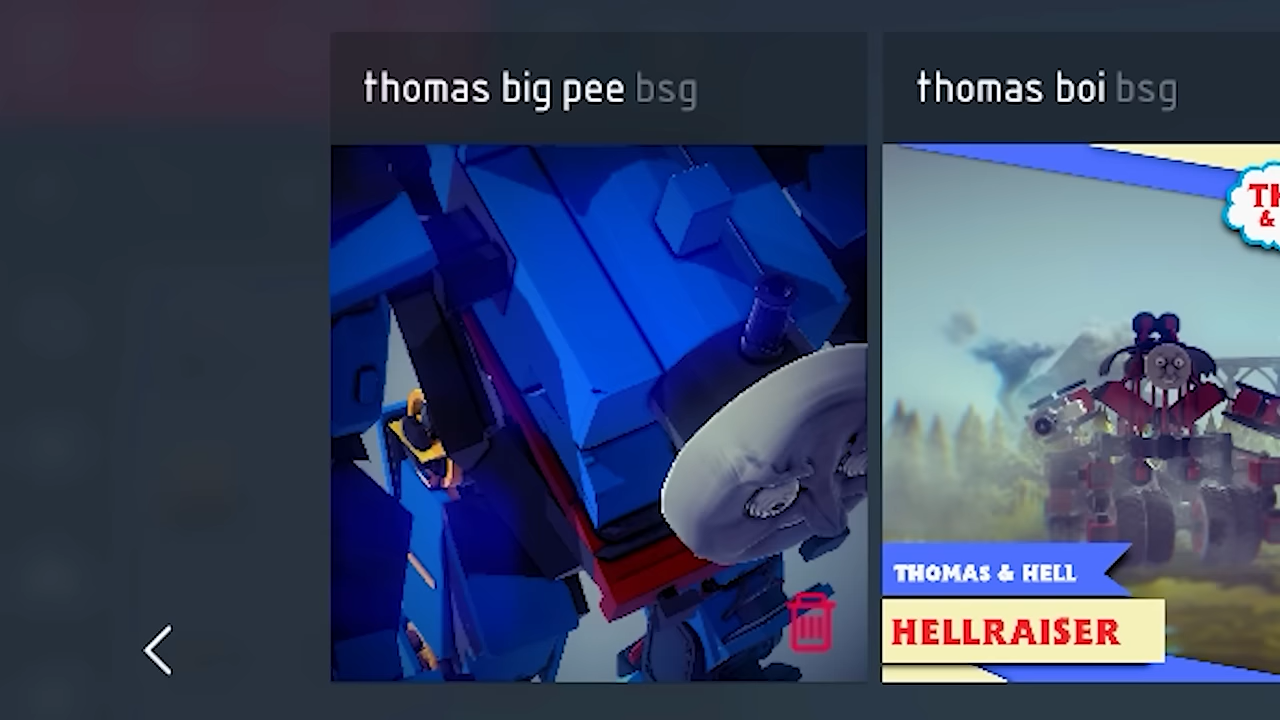 thomas big pee bsg
thomas boi bsg
&
THOMAS & HELL
HELLRAISER